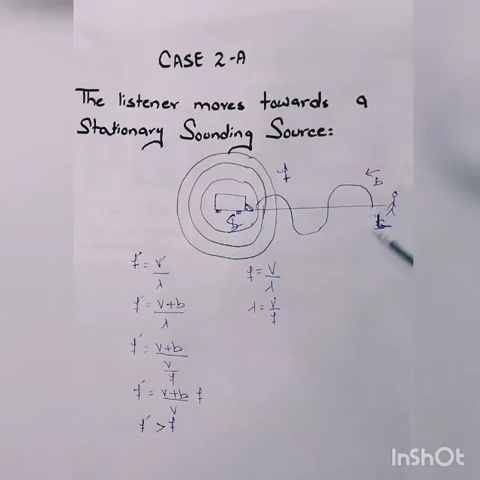 CASE 2-A
The listener moves towards a
Stationary Sounding Source:
f
b
S
L
f' = v'/λ
f = v/λ
f' = v+b/λ
λ = v/f
f' = v+b/v/f
f' = v+b/v f
f' > f
InShOt